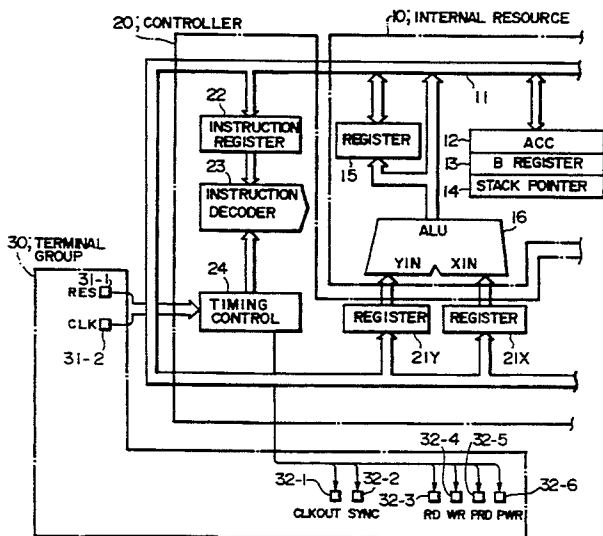 20; CONTROLLER
10; INTERNAL RESOURCE
11
22
INSTRUCTION
REGISTER
REGISTER
15
12
ACC
13
B REGISTER
14
STACK POINTER
23
INSTRUCTION
DECODER
ALU
16
YIN
XIN
30; TERMINAL
GROUP
31-1
RES
24
TIMING
CONTROL
CLK
31-2
REGISTER
21Y
REGISTER
21X
32-1
32-2
32-3
32-4
32-5
32-6
CLKOUT SYNC
RD WR PRD PWR